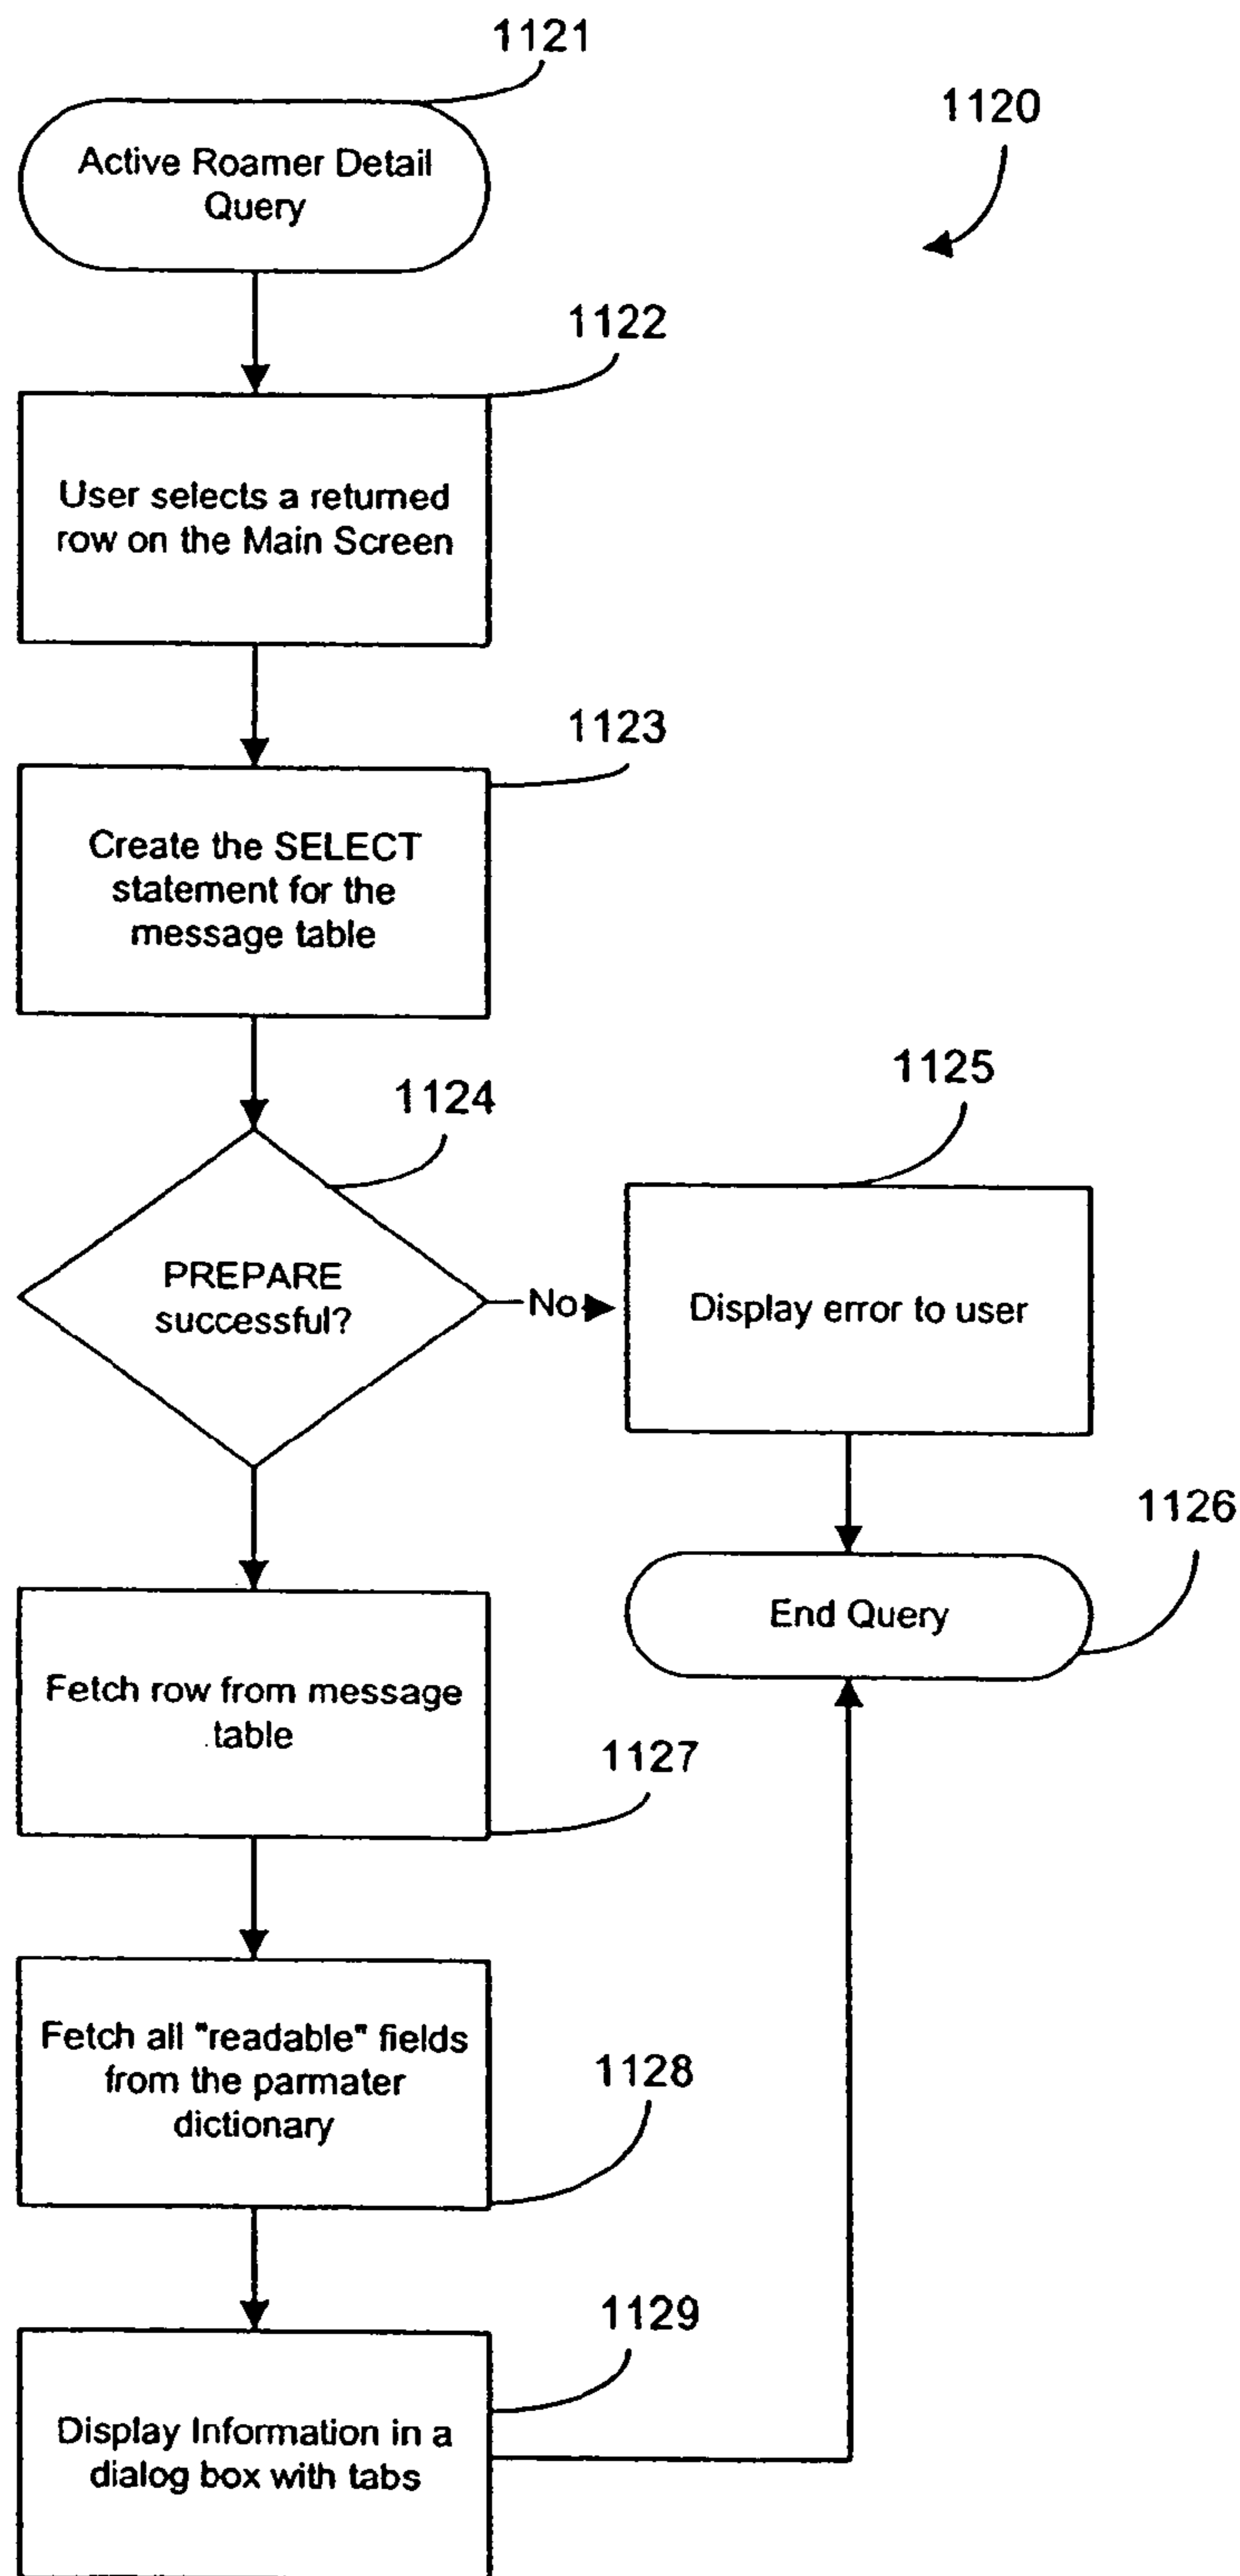 1121
1120
Active Roamer Detail
Query
1122
User selects a returned
row on the Main Screen
1123
Create the SELECT
statement for the
message table
1124
1125
PREPARE
successful?
No
Display error to user
1126
End Query
Fetch row from message
table
1127
Fetch all "readable" fields
from the parmater
dictionary
1128
1129
Display Information in a
dialog box with tabs